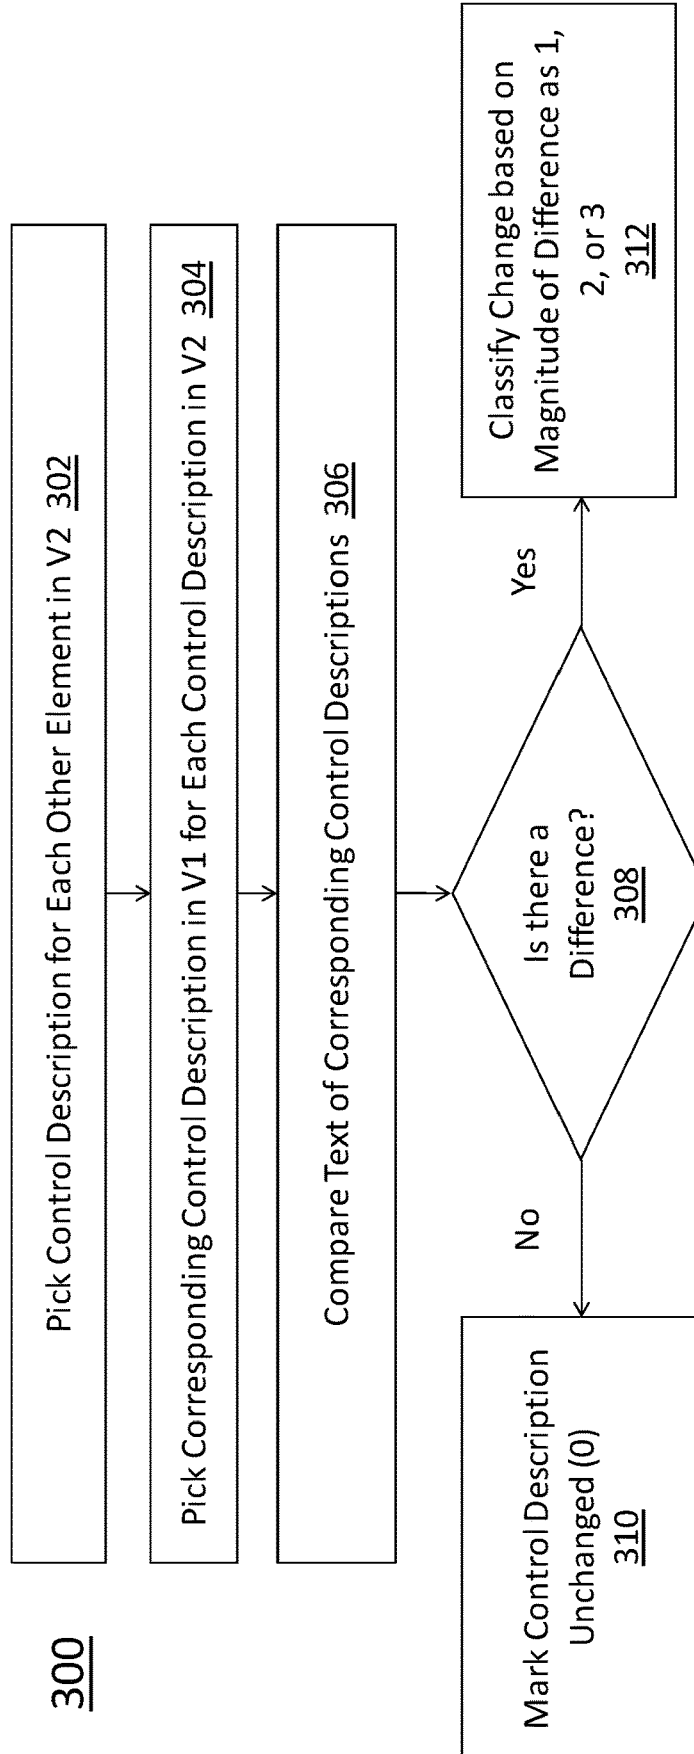 300
Pick Control Description for Each Other Element in V2 302
Pick Corresponding Control Description in V1 for Each Control Description in V2 304
Compare Text of Corresponding Control Descriptions 306
Is there a
Difference?
308
No
Yes
Mark Control Description
Unchanged (0)
310
Classify Change based on
Magnitude of Difference as 1,
2, or 3
312